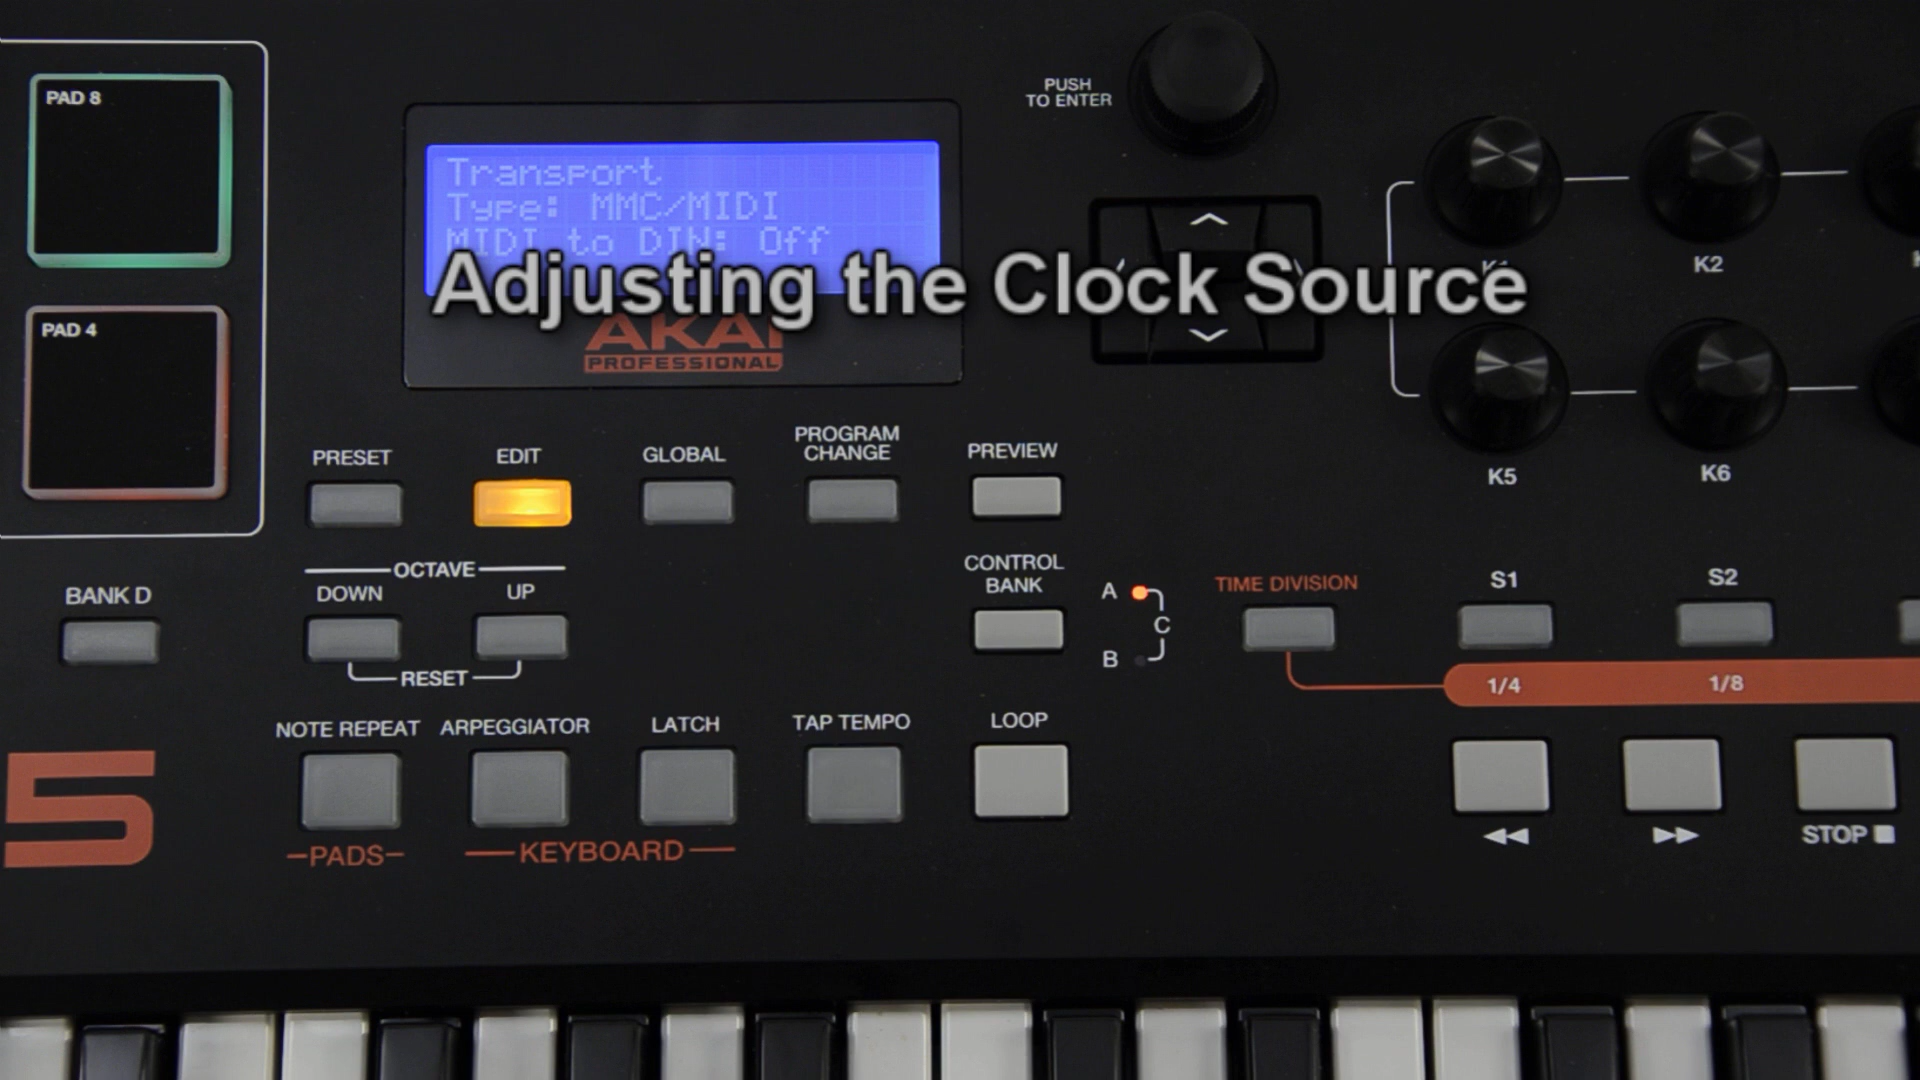 PAD 8
PUSH
TO ENTER
Transport
Type: MMC/MIDI
MIDI to DIN: Off
Adjusting the Clock Source
K2
PAD 4
AKAI
PROFESSIONAL
K5
K6
PRESET
EDIT
GLOBAL
PROGRAM
CHANGE
PREVIEW
OCTAVE
DOWN
UP
RESET
BANK D
CONTROL
BANK
A
C
B
TIME DIVISION
S1
S2
1/4
1/8
NOTE REPEAT
ARPEGGIATOR
LATCH
TAP TEMPO
LOOP
5
PADS
KEYBOARD
STOP